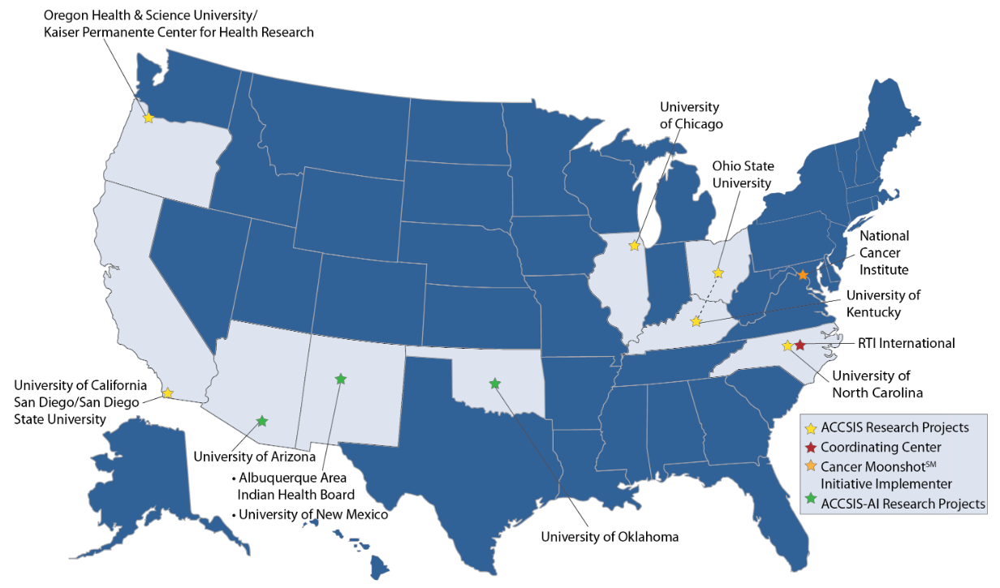 Oregon Health & Science University/
Kaiser Permanente Center for Health Research
University
of Chicago
Ohio State
University
National
Cancer
Institute
University of
Kentucky
RTI International
University of
North Carolina
University of California
San Diego/San Diego
State University
University of Arizona
• Albuquerque Area
Indian Health Board
• University of New Mexico
University of Oklahoma
ACCSIS Research Projects
Coordinating Center
Cancer Moonshot℠
Initiative Implementer
ACCSIS-AI Research Projects